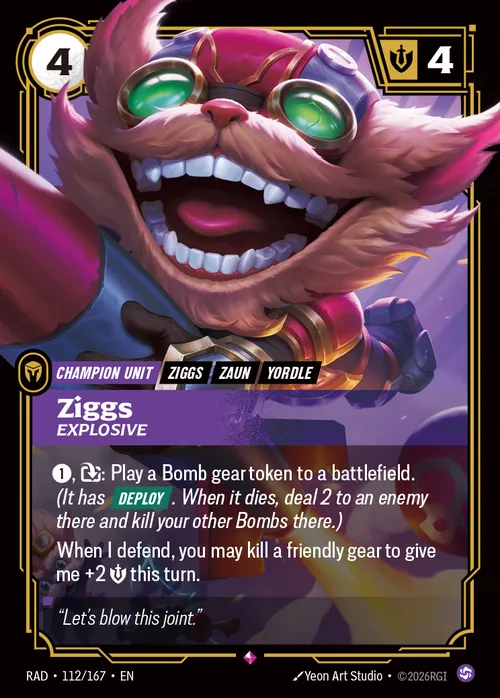 4
4
CHAMPION UNIT ZIGGS ZAUN YORDLE
Ziggs
EXPLOSIVE
1, : Play a Bomb gear token to a battlefield.
(It has DEPLOY. When it dies, deal 2 to an enemy
there and kill your other Bombs there.)
When I defend, you may kill a friendly gear to give
me +2 this turn.
“Let’s blow this joint.”
RAD • 112/167 • EN
Yeon Art Studio • ©2026RGI